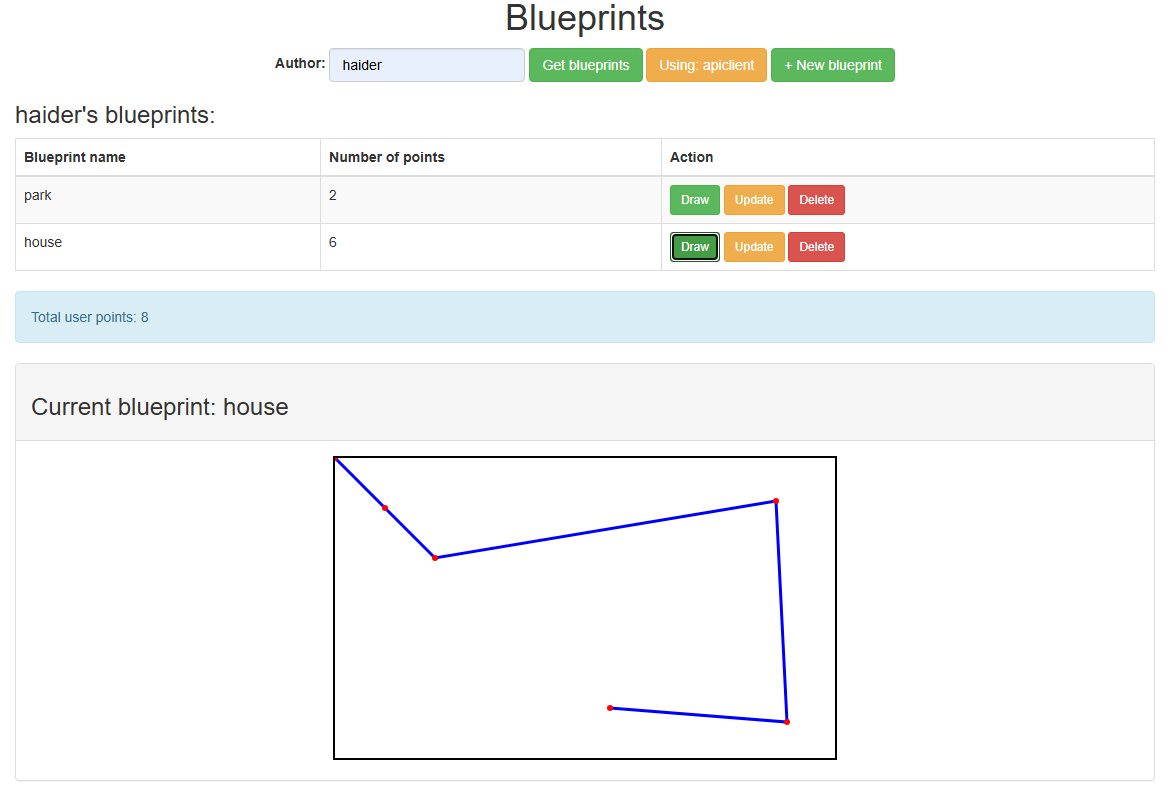 Blueprints
Author: haider Get blueprints Using: apiclient + New blueprint
haider's blueprints:
Blueprint name Number of points Action
park 2 Draw Update Delete
house 6 Draw Update Delete
Total user points: 8
Current blueprint: house